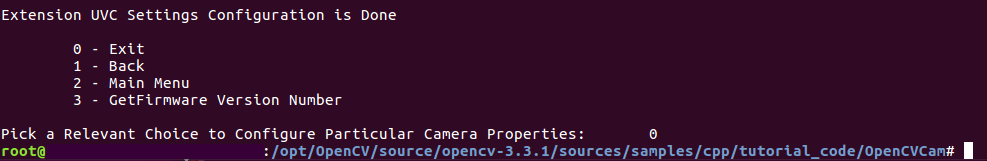 Extension UVC Settings Configuration is Done
0 - Exit
1 - Back
2 - Main Menu
3 - GetFirmware Version Number
Pick a Relevant Choice to Configure Particular Camera Properties: 0
root@ :/opt/OpenCV/source/opencv-3.3.1/sources/samples/cpp/tutorial_code/OpenCVCam#